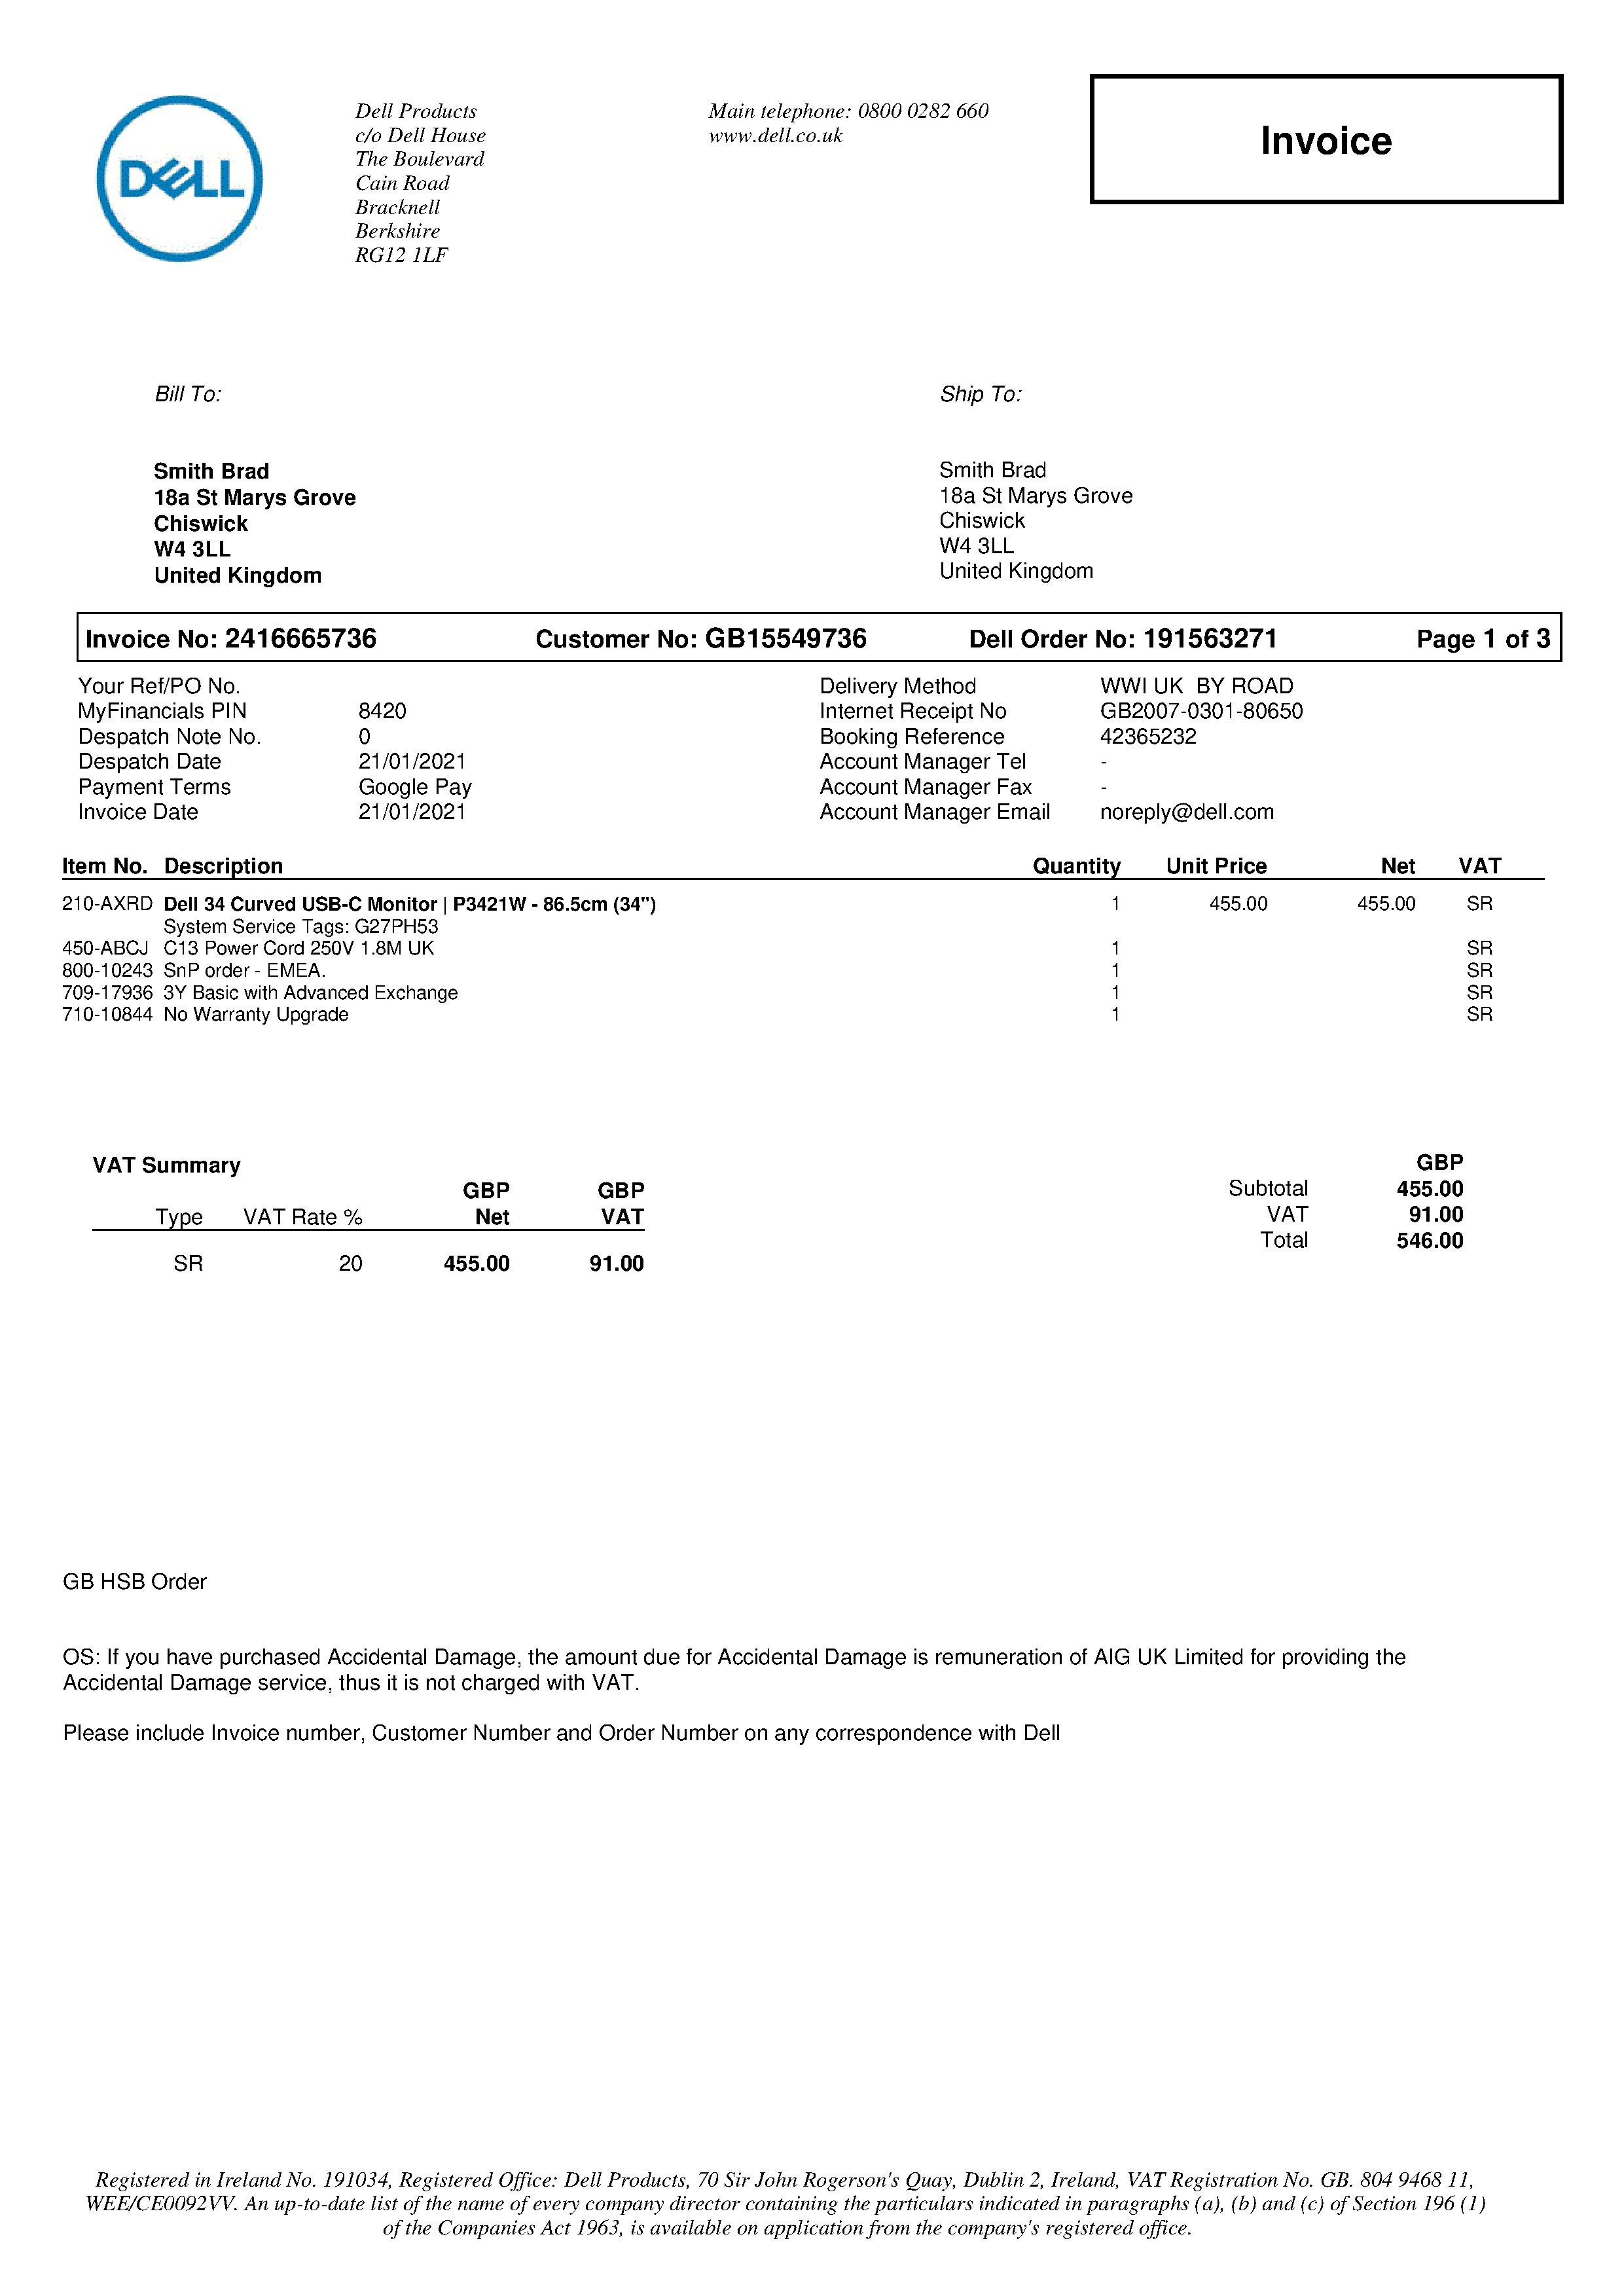 DELL
Dell Products
c/o Dell House
The Boulevard
Cain Road
Bracknell
Berkshire
RG12 1LF
Main telephone: 0800 0282 660
www.dell.co.uk
Invoice
Bill To:
Smith Brad
18a St Marys Grove
Chiswick
W4 3LL
United Kingdom
Ship To:
Smith Brad
18a St Marys Grove
Chiswick
W4 3LL
United Kingdom
Invoice No: 2416665736 Customer No: GB15549736 Dell Order No: 191563271 Page 1 of 3
Your Ref/PO No.
MyFinancials PIN 8420
Despatch Note No. 0
Despatch Date 21/01/2021
Payment Terms Google Pay
Invoice Date 21/01/2021
Delivery Method WWI UK  BY ROAD
Internet Receipt No GB2007-0301-80650
Booking Reference 42365232
Account Manager Tel -
Account Manager Fax -
Account Manager Email noreply@dell.com
Item No. Description Quantity Unit Price Net VAT
210-AXRD Dell 34 Curved USB-C Monitor | P3421W - 86.5cm (34") 1 455.00 455.00 SR
System Service Tags: G27PH53
450-ABCJ C13 Power Cord 250V 1.8M UK 1 SR
800-10243 SnP order - EMEA. 1 SR
709-17936 3Y Basic with Advanced Exchange 1 SR
710-10844 No Warranty Upgrade 1 SR
VAT Summary
GBP GBP
Type VAT Rate % Net VAT
SR 20 455.00 91.00
GBP
Subtotal 455.00
VAT 91.00
Total 546.00
GB HSB Order
OS: If you have purchased Accidental Damage, the amount due for Accidental Damage is remuneration of AIG UK Limited for providing the
Accidental Damage service, thus it is not charged with VAT.
Please include Invoice number, Customer Number and Order Number on any correspondence with Dell
Registered in Ireland No. 191034, Registered Office: Dell Products, 70 Sir John Rogerson's Quay, Dublin 2, Ireland, VAT Registration No. GB. 804 9468 11,
WEE/CE0092VV. An up-to-date list of the name of every company director containing the particulars indicated in paragraphs (a), (b) and (c) of Section 196 (1)
of the Companies Act 1963, is available on application from the company's registered office.